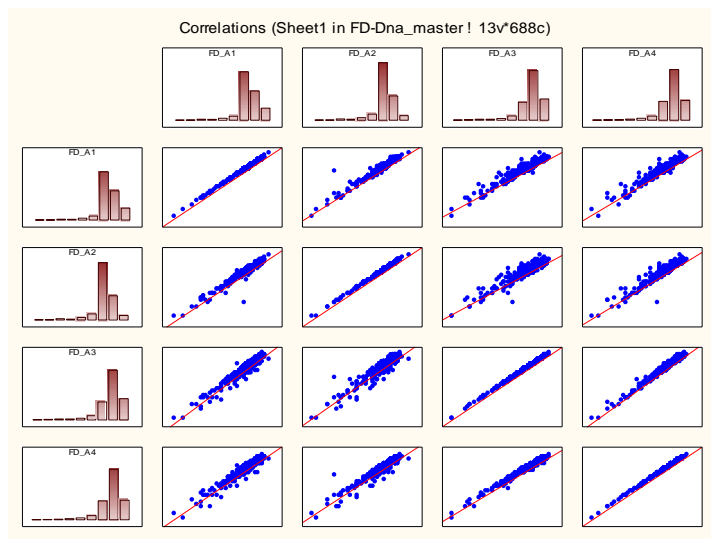 Correlations (Sheet1 in FD-Dna_master ! 13v*688c)
FD_A1 FD_A2 FD_A3 FD_A4
FD_A1
FD_A2
FD_A3
FD_A4